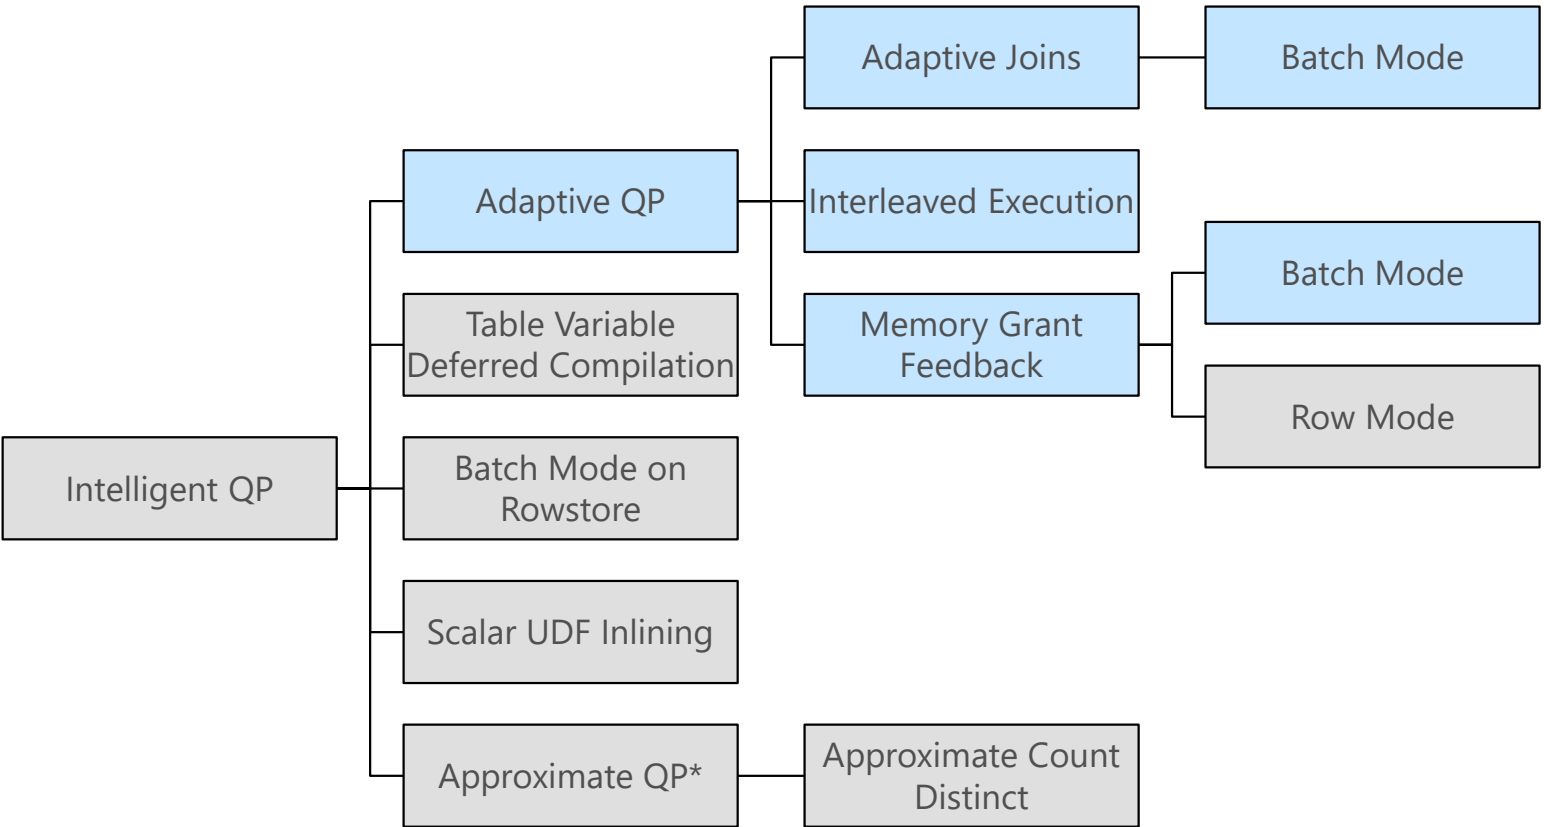 Adaptive Joins
Batch Mode
Adaptive QP
Interleaved Execution
Batch Mode
Table Variable
Deferred Compilation
Memory Grant
Feedback
Row Mode
Intelligent QP
Batch Mode on
Rowstore
Scalar UDF Inlining
Approximate QP*
Approximate Count
Distinct